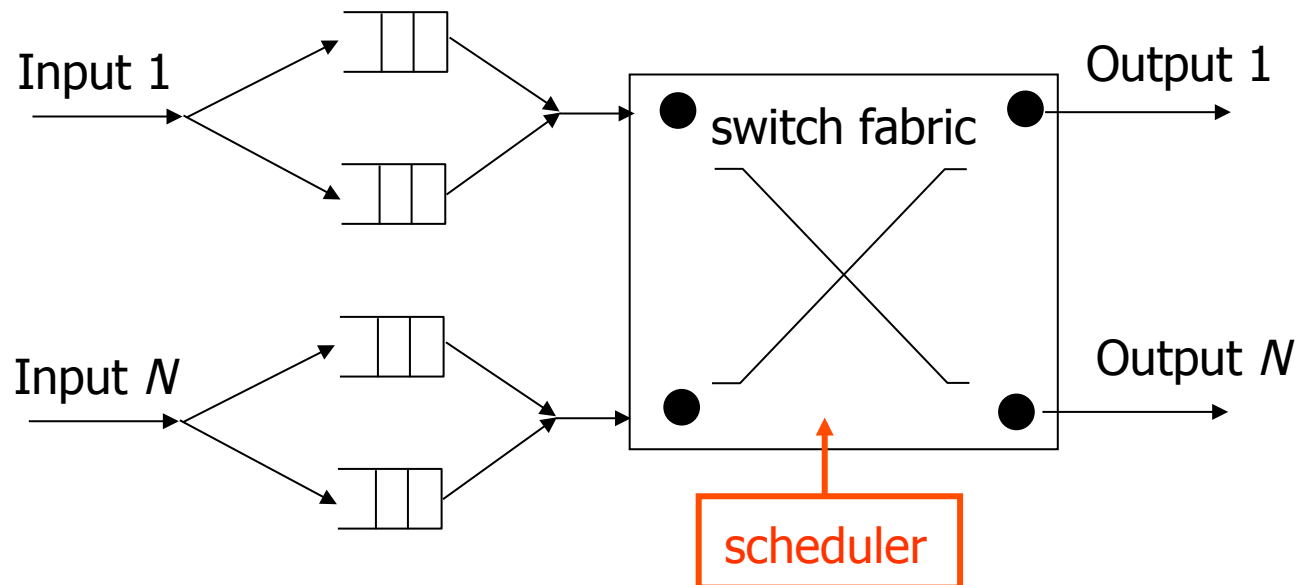 Input 1
Output 1
switch fabric
Input N
Output N
scheduler